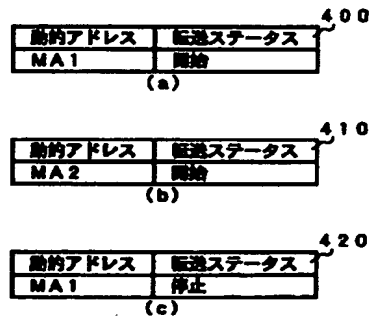 400
動的アドレス 転送ステータス
MA1 開始
(a)
410
動的アドレス 転送ステータス
MA2 開始
(b)
420
動的アドレス 転送ステータス
MA1 停止
(c)